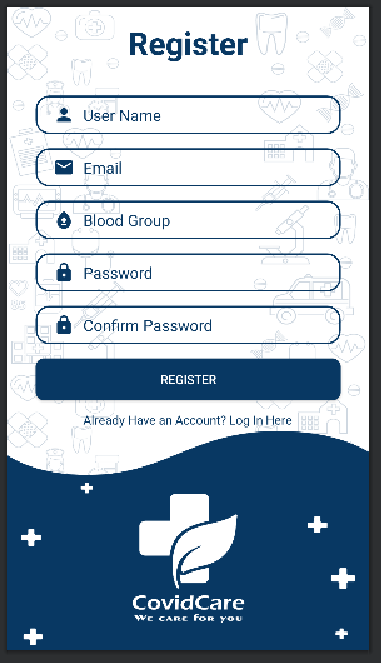 Register
User Name
Email
Blood Group
Password
Confirm Password
REGISTER
Already Have an Account? Log In Here
CovidCare
We care for you